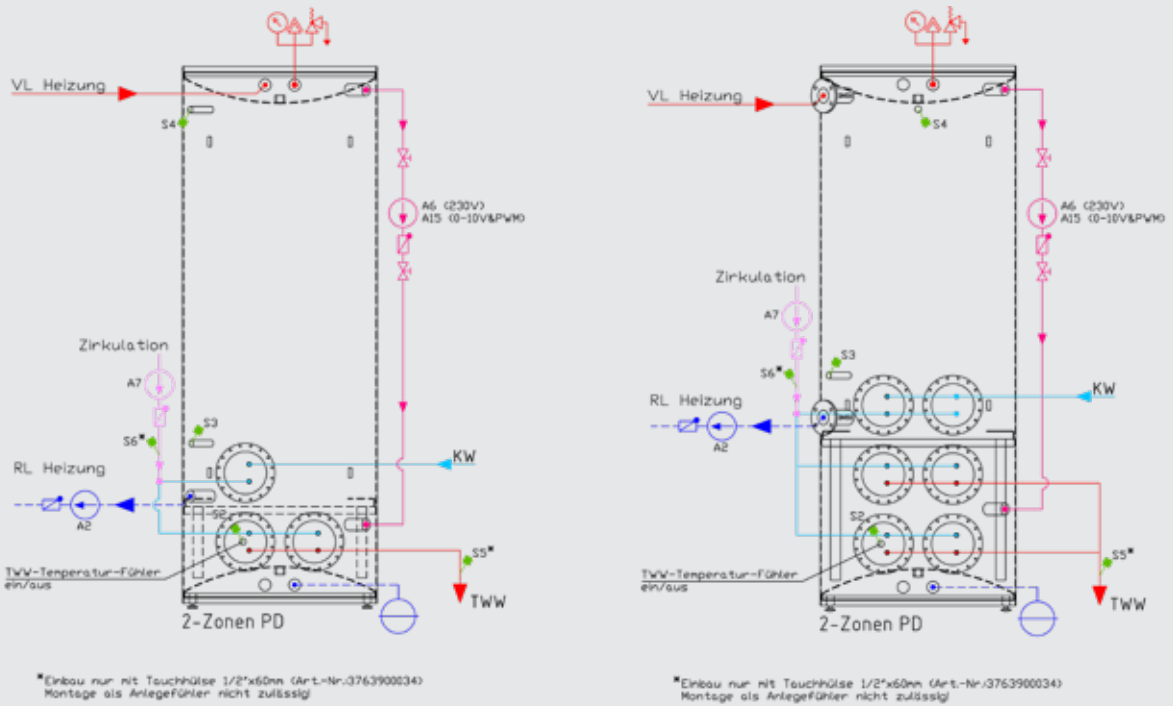 VL Heizung
S4
A6 (230V)
A15 (0-10V&PWM)
Zirkulation
A7
S3
S6*
KW
RL Heizung
A2
S2
S5*
TWW-Temperatur-Fühler
ein/aus
TWW
2-Zonen PD
*Einbau nur mit Tauchhülse 1/2"x60mm (Art.-Nr.:3763900034)
Montage als Anlegefühler nicht zulässig!
VL Heizung
S4
A6 (230V)
A15 (0-10V&PWM)
Zirkulation
A7
S3
S6*
KW
RL Heizung
A2
S2
S5*
TWW-Temperatur-Fühler
ein/aus
TWW
2-Zonen PD
*Einbau nur mit Tauchhülse 1/2"x60mm (Art.-Nr.:3763900034)
Montage als Anlegefühler nicht zulässig!